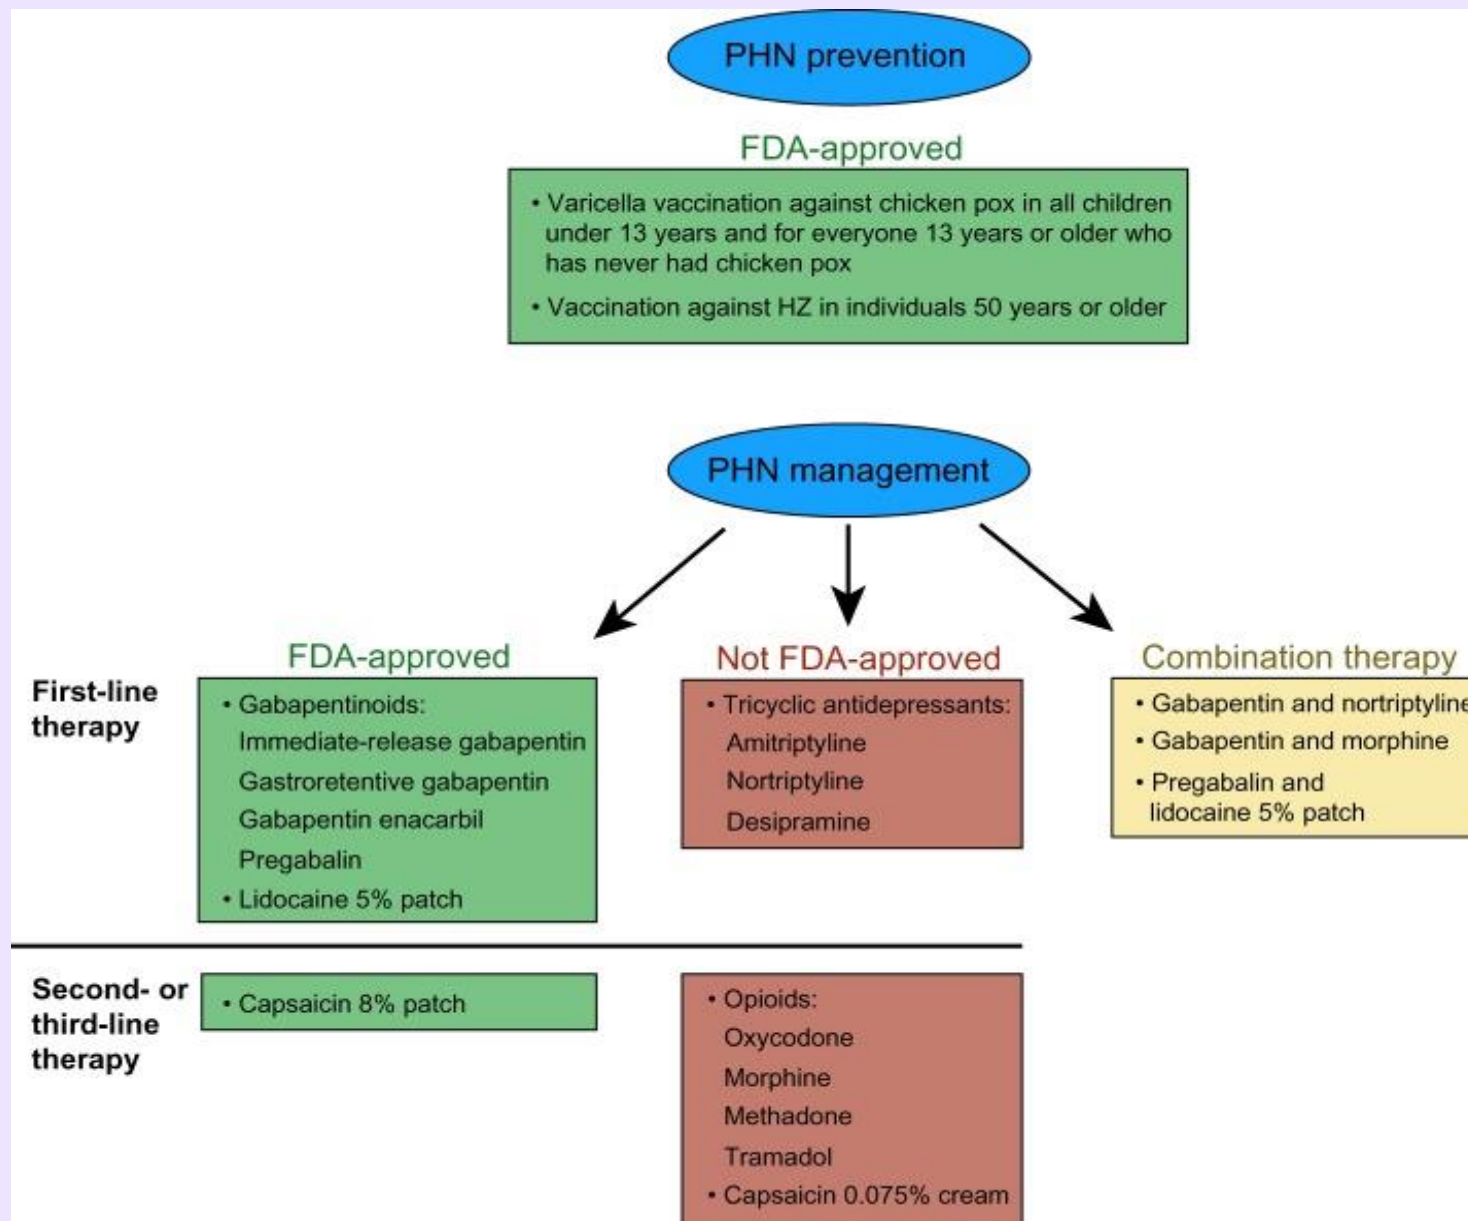 PHN prevention
FDA-approved
• Varicella vaccination against chicken pox in all children
under 13 years and for everyone 13 years or older who
has never had chicken pox
• Vaccination against HZ in individuals 50 years or older
PHN management
FDA-approved
Not FDA-approved
Combination therapy
First-line
therapy
• Gabapentinoids:
Immediate-release gabapentin
Gastroretentive gabapentin
Gabapentin enacarbil
Pregabalin
• Lidocaine 5% patch
• Tricyclic antidepressants:
Amitriptyline
Nortriptyline
Desipramine
• Gabapentin and nortriptyline
• Gabapentin and morphine
• Pregabalin and
lidocaine 5% patch
Second- or
third-line
therapy
• Capsaicin 8% patch
• Opioids:
Oxycodone
Morphine
Methadone
Tramadol
• Capsaicin 0.075% cream